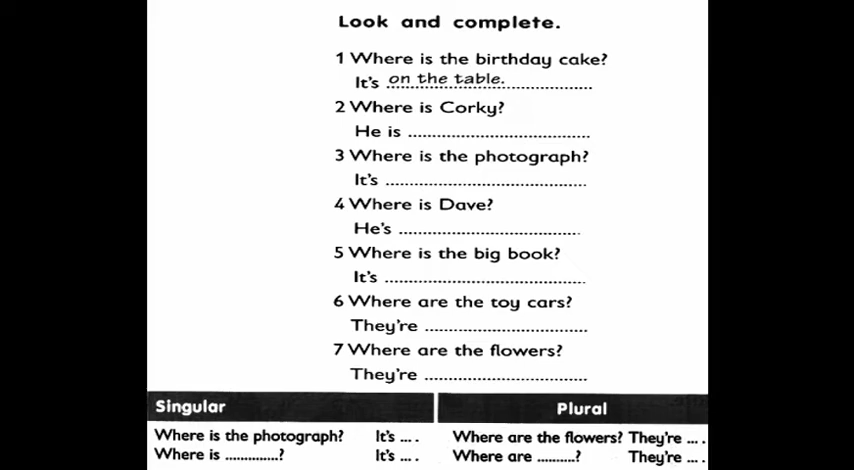 Look and complete.
1 Where is the birthday cake?
It's on the table.
2 Where is Corky?
He is ..............................
3 Where is the photograph?
It's ..............................
4 Where is Dave?
He's ..............................
5 Where is the big book?
It's ..............................
6 Where are the toy cars?
They're ..............................
7 Where are the flowers?
They're ..............................
Singular Plural
Where is the photograph? It's .... Where are the flowers? They're ....
Where is ..............? It's .... Where are ..........? They're ....